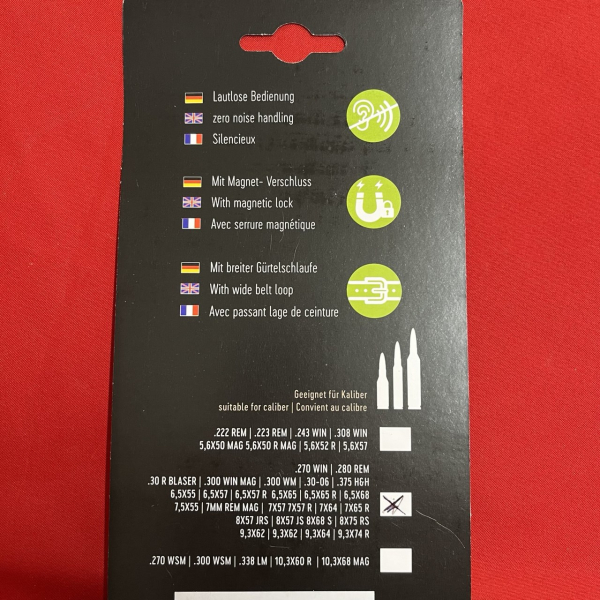 Lautlose Bedienung
zero noise handling
Silencieux
Mit Magnet- Verschluss
With magnetic lock
Avec serrure magnétique
Mit breiter Gürtelschlaufe
With wide belt loop
Avec passant lage de ceinture
Geeignet für Kaliber
suitable for caliber | Convient au calibre
.222 REM | .223 REM | .243 WIN | .308 WIN
5,6X50 MAG 5,6X50 R MAG | 5,6X52 R | 5,6X57
.270 WIN | .280 REM
.30 R BLASER | .300 WIN MAG | .300 WM | .30-06 | .375 H&H
6,5X55 | 6,5X57 | 6,5X57 R 6,5X65 | 6,5X65 R | 6,5X68
7,5X55 | 7MM REM MAG | 7X57 7X57 R | 7X64 | 7X65 R
8X57 JRS | 8X57 JS 8X68 S | 8X75 RS
9,3X62 | 9,3X62 | 9,3X64 | 9,3X74 R
.270 WSM | .300 WSM | .338 LM | 10,3X60 R | 10,3X68 MAG